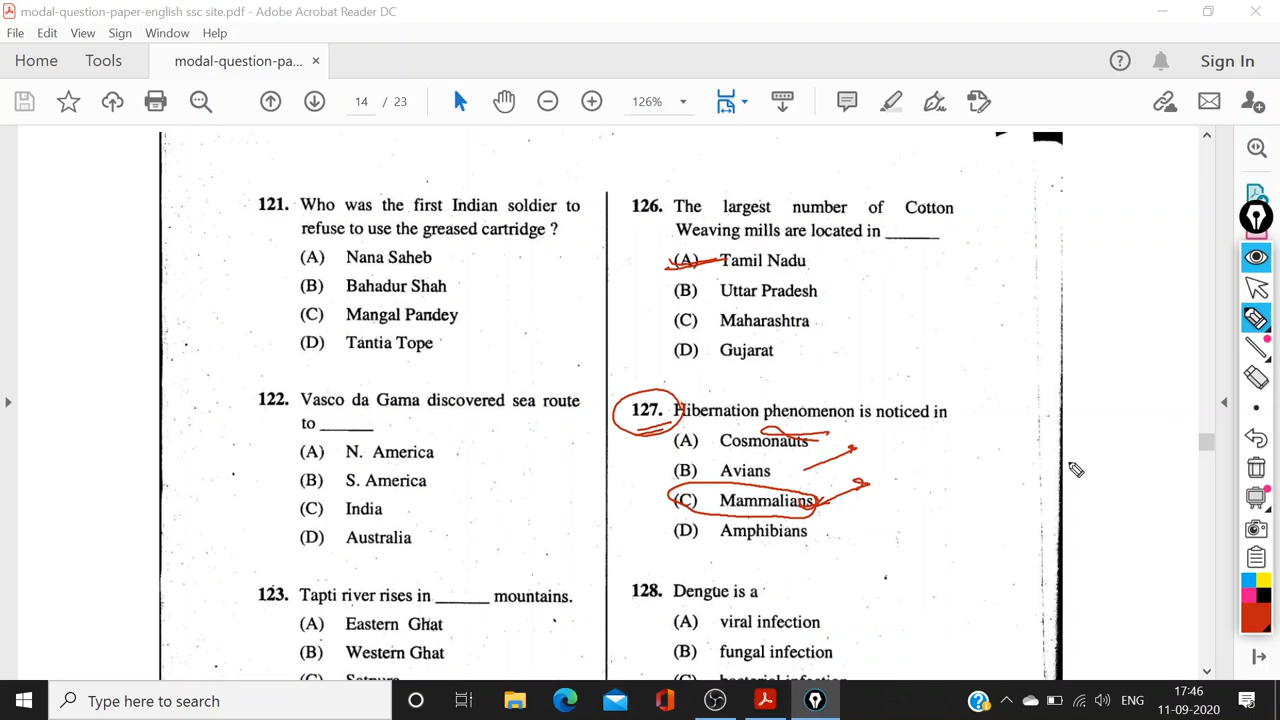 modal-question-paper-english ssc site.pdf - Adobe Acrobat Reader DC
File Edit View Sign Window Help
Home Tools modal-question-pa... × Sign In
14 / 23 126%
121. Who was the first Indian soldier to
refuse to use the greased cartridge ?
(A) Nana Saheb
(B) Bahadur Shah
(C) Mangal Pandey
(D) Tantia Tope
122. Vasco da Gama discovered sea route
to ______
(A) N. America
(B) S. America
(C) India
(D) Australia
123. Tapti river rises in ______ mountains.
(A) Eastern Ghat
(B) Western Ghat
(C) Satpura
126. The largest number of Cotton
Weaving mills are located in ______
(A) Tamil Nadu
(B) Uttar Pradesh
(C) Maharashtra
(D) Gujarat
127. Hibernation phenomenon is noticed in
(A) Cosmonauts
(B) Avians
(C) Mammalians
(D) Amphibians
128. Dengue is a
(A) viral infection
(B) fungal infection
(C) bacterial infection
Type here to search
ENG
17:46
11-09-2020